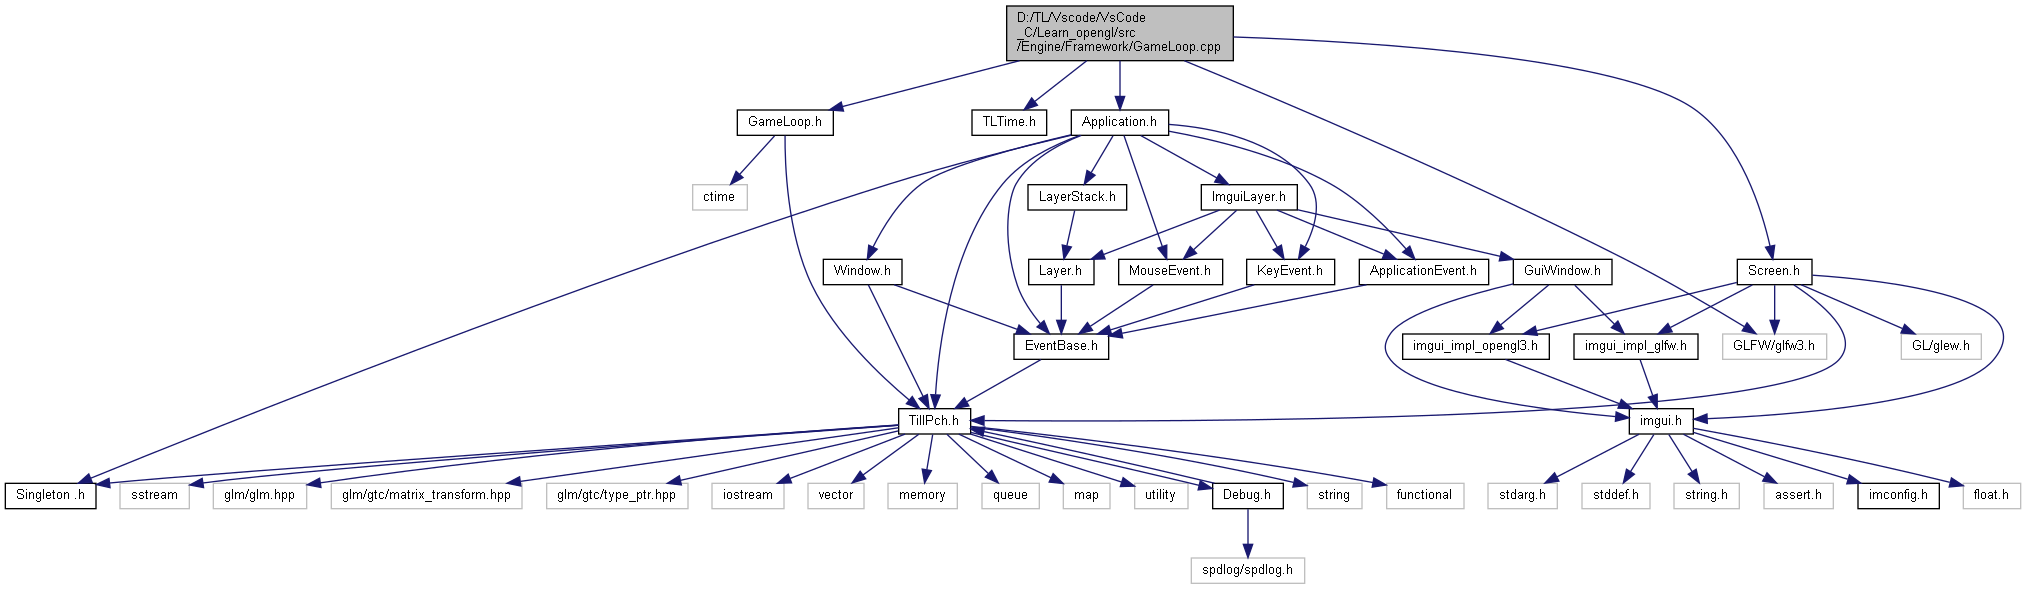 D:/TL/Vscode/VsCode
_C/Learn_opengl/src
/Engine/Framework/GameLoop.cpp
GameLoop.h
TLTime.h
Application.h
ctime
LayerStack.h
ImguiLayer.h
Window.h
Layer.h
MouseEvent.h
KeyEvent.h
ApplicationEvent.h
GuiWindow.h
Screen.h
EventBase.h
imgui_impl_opengl3.h
imgui_impl_glfw.h
GLFW/glfw3.h
GL/glew.h
TillPch.h
imgui.h
Singleton .h
sstream
glm/glm.hpp
glm/gtc/matrix_transform.hpp
glm/gtc/type_ptr.hpp
iostream
vector
memory
queue
map
utility
Debug.h
string
functional
stdarg.h
stddef.h
string.h
assert.h
imconfig.h
float.h
spdlog/spdlog.h